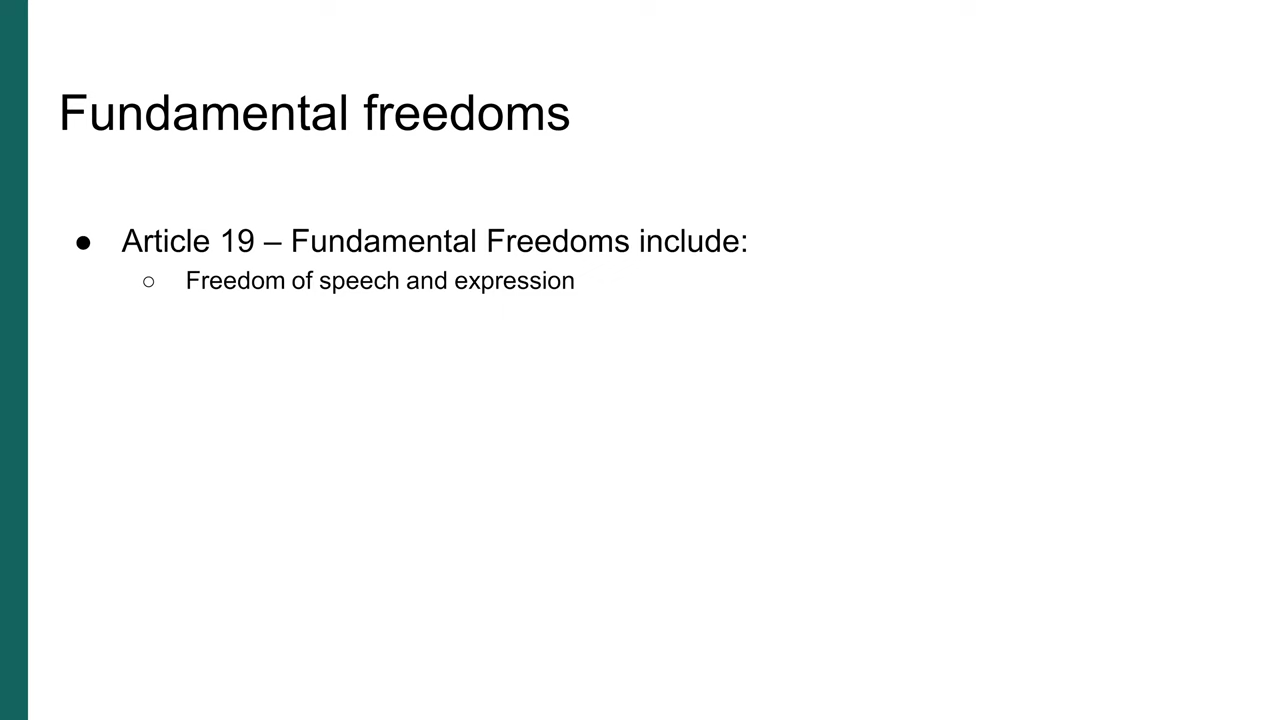 Fundamental freedoms
● Article 19 – Fundamental Freedoms include:
○ Freedom of speech and expression